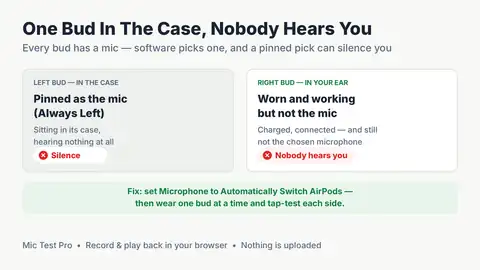 One Bud In The Case, Nobody Hears You
Every bud has a mic — software picks one, and a pinned pick can silence you
LEFT BUD — IN THE CASE
Pinned as the mic
(Always Left)
Sitting in its case,
hearing nothing at all
Silence
RIGHT BUD — IN YOUR EAR
Worn and working
but not the mic
Charged, connected — and still
not the chosen microphone
Nobody hears you
Fix: set Microphone to Automatically Switch AirPods —
then wear one bud at a time and tap-test each side.
Mic Test Pro • Record & play back in your browser • Nothing is uploaded